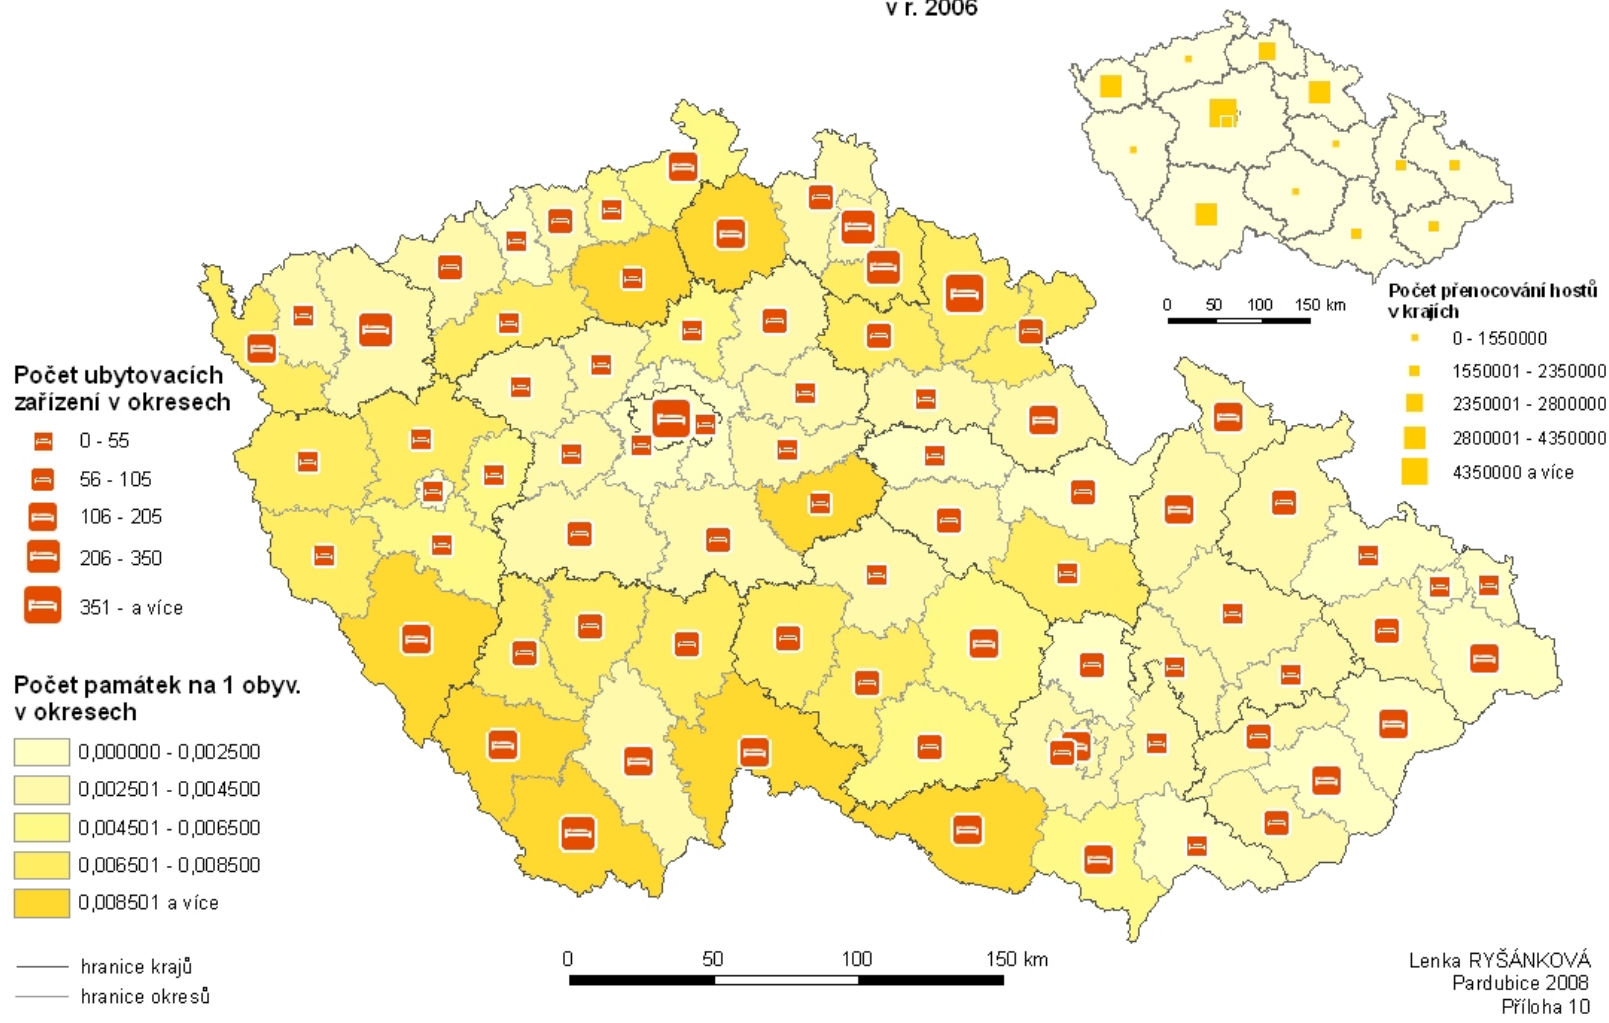 v r. 2006
0 50 100 150 km
Počet přenocování hostů
v krajích
0 - 1550000
1550001 - 2350000
2350001 - 2800000
2800001 - 4350000
4350000 a více
Počet ubytovacích
zařízení v okresech
0 - 55
56 - 105
106 - 205
206 - 350
351 - a více
Počet památek na 1 obyv.
v okresech
0,000000 - 0,002500
0,002501 - 0,004500
0,004501 - 0,006500
0,006501 - 0,008500
0,008501 a více
hranice krajů
hranice okresů
0 50 100 150 km
Lenka RYŠÁNKOVÁ
Pardubice 2008
Příloha 10